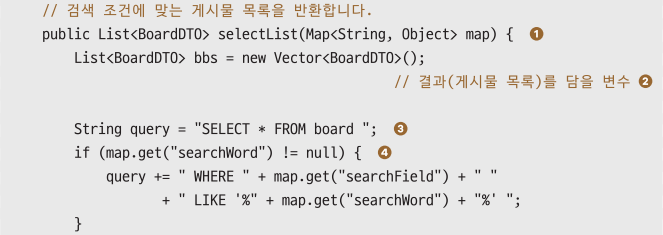 // 검색 조건에 맞는 게시물 목록을 반환합니다.
public List<BoardDTO> selectList(Map<String, Object> map) { ❶
List<BoardDTO> bbs = new Vector<BoardDTO>();
// 결과(게시물 목록)를 담을 변수 ❷
String query = "SELECT * FROM board "; ❸
if (map.get("searchWord") != null) { ❹
query += " WHERE " + map.get("searchField") + " "
+ " LIKE '%" + map.get("searchWord") + "%' ";
}